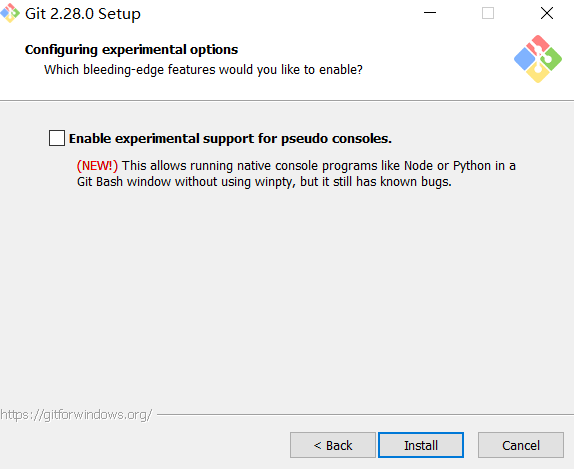 Git 2.28.0 Setup
Configuring experimental options
Which bleeding-edge features would you like to enable?
Enable experimental support for pseudo consoles.
(NEW!) This allows running native console programs like Node or Python in a
Git Bash window without using winpty, but it still has known bugs.
https://gitforwindows.org/
< Back Install Cancel